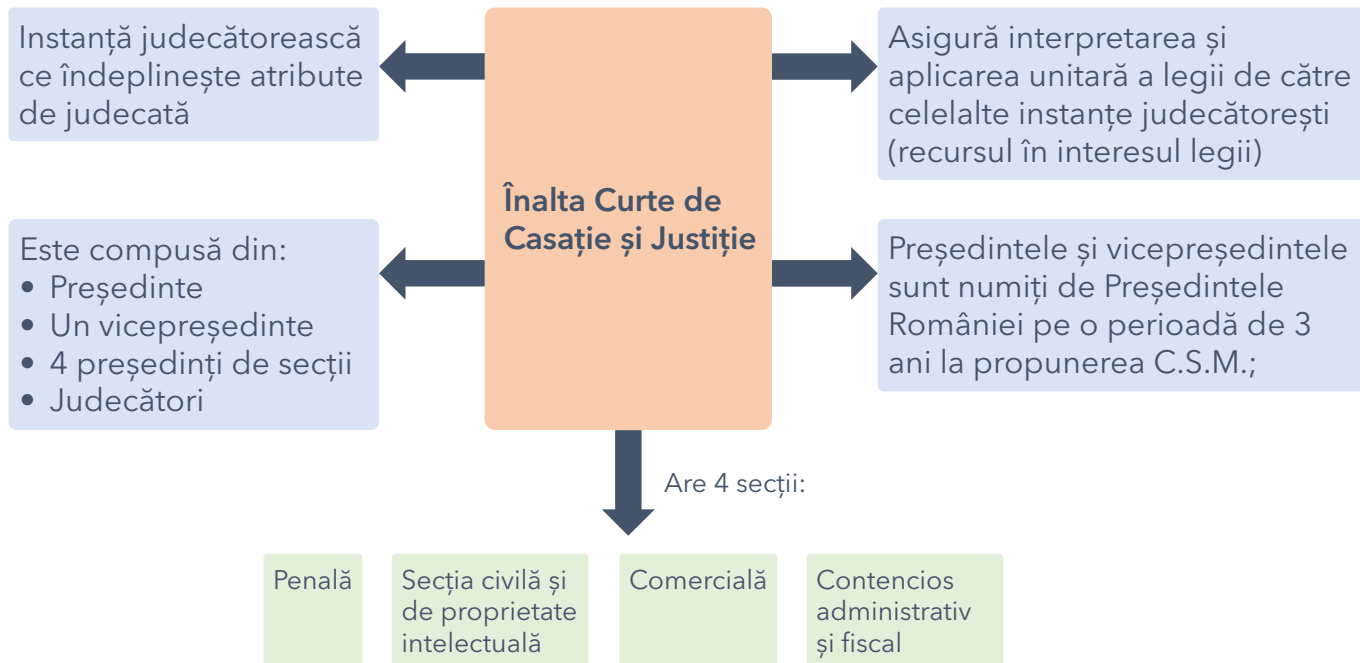 Instanță judecătorească
ce îndeplinește atribute
de judecată
Asigură interpretarea și
aplicarea unitară a legii de către
celelalte instanțe judecătorești
(recursul în interesul legii)
Înalta Curte de
Casație și Justiție
Este compusă din:
• Președinte
• Un vicepreședinte
• 4 președinți de secții
• Judecători
Președintele și vicepreședintele
sunt numiți de Președintele
României pe o perioadă de 3
ani la propunerea C.S.M.;
Are 4 secții:
Penală
Secția civilă și
de proprietate
intelectuală
Comercială
Contencios
administrativ
și fiscal